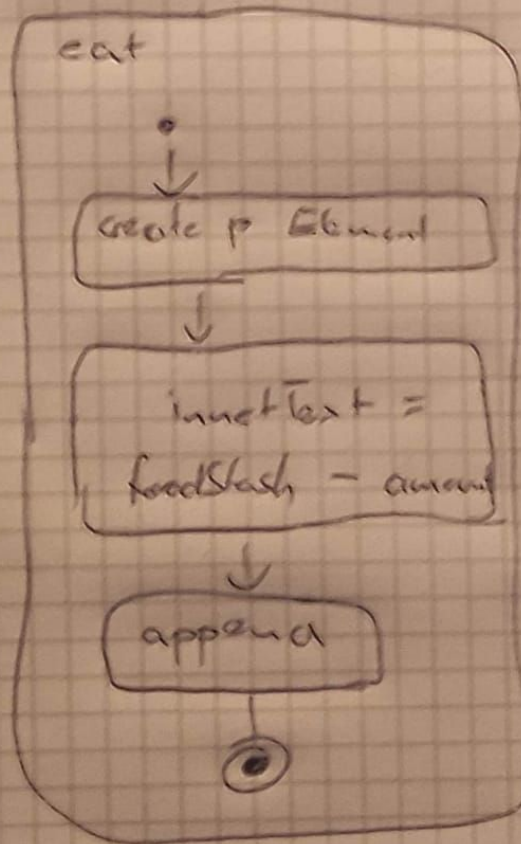 eat
create p Element
innerText =
foodStash - amount
append